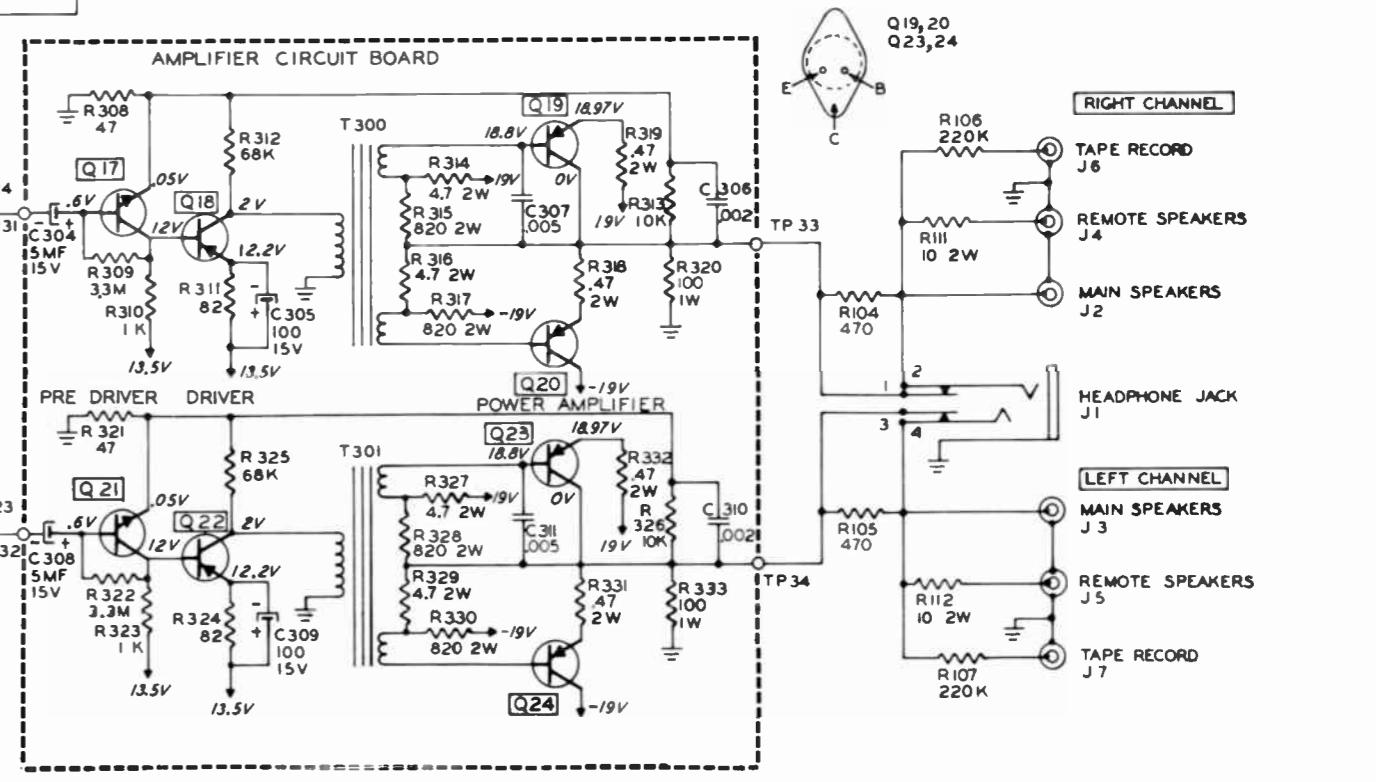 Q19,20
Q23,24
E
B
C
AMPLIFIER CIRCUIT BOARD
R308
47
R312
68K
Q17
.05V
.6V
C304
5MF
15V
31
4
Q18
2V
12V
12.2V
R309
3.3M
R310
1K
R311
82
C305
100
15V
13.5V
13.5V
T300
R314
4.7 2W
19V
R315
820 2W
R316
4.7 2W
R317
820 2W
-19V
Q19
18.97V
18.8V
0V
C307
.005
R319
.47
2W
19V
R313
10K
C306
.002
R318
.47
2W
R320
100
1W
Q20
-19V
TP33
PRE DRIVER
DRIVER
POWER AMPLIFIER
R321
47
R325
68K
Q21
.05V
.6V
C308
5MF
15V
23
32
Q22
2V
12V
12.2V
R322
3.3M
R323
1K
R324
82
C309
100
15V
13.5V
13.5V
T301
R327
4.7 2W
19V
R328
820 2W
R329
4.7 2W
R330
820 2W
-19V
Q23
18.97V
18.8V
0V
C311
.005
R332
.47
2W
19V
R
326
10K
C310
.002
R331
.47
2W
R333
100
1W
Q24
-19V
TP34
RIGHT CHANNEL
R106
220K
TAPE RECORD
J6
R111
10 2W
REMOTE SPEAKERS
J4
R104
470
MAIN SPEAKERS
J2
1
2
3
4
HEADPHONE JACK
J1
LEFT CHANNEL
R105
470
MAIN SPEAKERS
J3
R112
10 2W
REMOTE SPEAKERS
J5
R107
220K
TAPE RECORD
J7